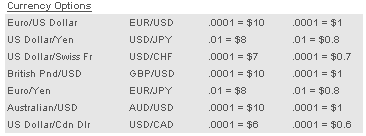 Currency Options
Euro/US Dollar EUR/USD .0001 = $10 .0001 = $1
US Dollar/Yen USD/JPY .01 = $8 .01 = $0.8
US Dollar/Swiss Fr USD/CHF .0001 = $7 .0001 = $0.7
British Pnd/USD GBP/USD .0001 = $10 .0001 = $1
Euro/Yen EUR/JPY .01 = $8 .01 = $0.8
Australian/USD AUD/USD .0001 = $10 .0001 = $1
US Dollar/Cdn Dlr USD/CAD .0001 = $6 .0001 = $0.6